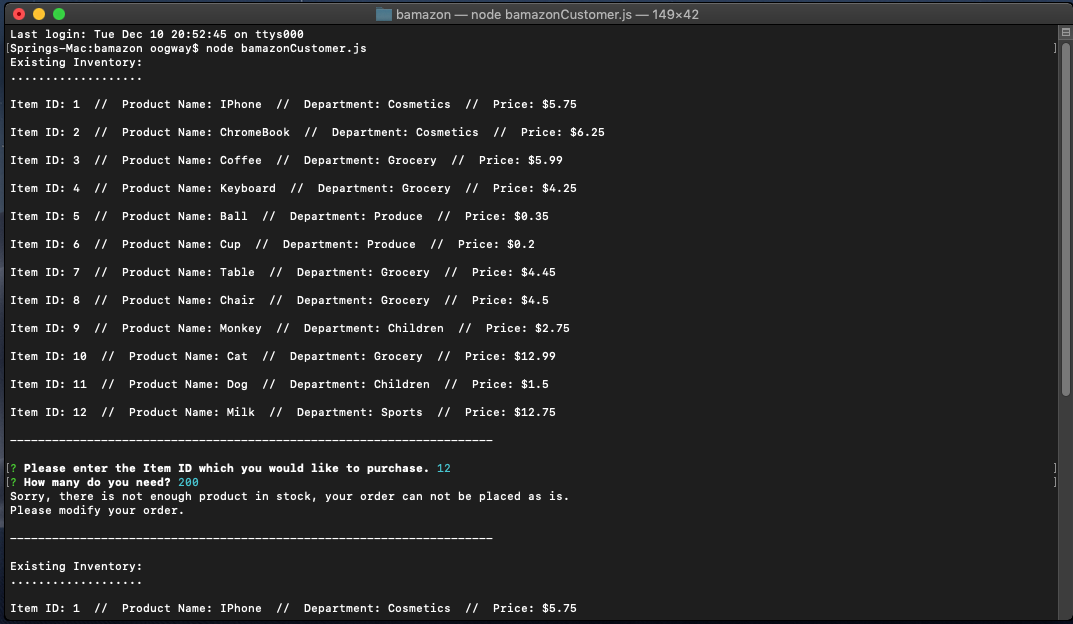 bamazon — node bamazonCustomer.js — 149×42
Last login: Tue Dec 10 20:52:45 on ttys000
[Springs-Mac:bamazon oogway$ node bamazonCustomer.js ]
Existing Inventory:
...................
Item ID: 1  //  Product Name: IPhone  //  Department: Cosmetics  //  Price: $5.75
Item ID: 2  //  Product Name: ChromeBook  //  Department: Cosmetics  //  Price: $6.25
Item ID: 3  //  Product Name: Coffee  //  Department: Grocery  //  Price: $5.99
Item ID: 4  //  Product Name: Keyboard  //  Department: Grocery  //  Price: $4.25
Item ID: 5  //  Product Name: Ball  //  Department: Produce  //  Price: $0.35
Item ID: 6  //  Product Name: Cup  //  Department: Produce  //  Price: $0.2
Item ID: 7  //  Product Name: Table  //  Department: Grocery  //  Price: $4.45
Item ID: 8  //  Product Name: Chair  //  Department: Grocery  //  Price: $4.5
Item ID: 9  //  Product Name: Monkey  //  Department: Children  //  Price: $2.75
Item ID: 10  //  Product Name: Cat  //  Department: Grocery  //  Price: $12.99
Item ID: 11  //  Product Name: Dog  //  Department: Children  //  Price: $1.5
Item ID: 12  //  Product Name: Milk  //  Department: Sports  //  Price: $12.75
---------------------------------------------------------------------
[? Please enter the Item ID which you would like to purchase. 12 ]
[? How many do you need? 200 ]
Sorry, there is not enough product in stock, your order can not be placed as is.
Please modify your order.
---------------------------------------------------------------------
Existing Inventory:
...................
Item ID: 1  //  Product Name: IPhone  //  Department: Cosmetics  //  Price: $5.75